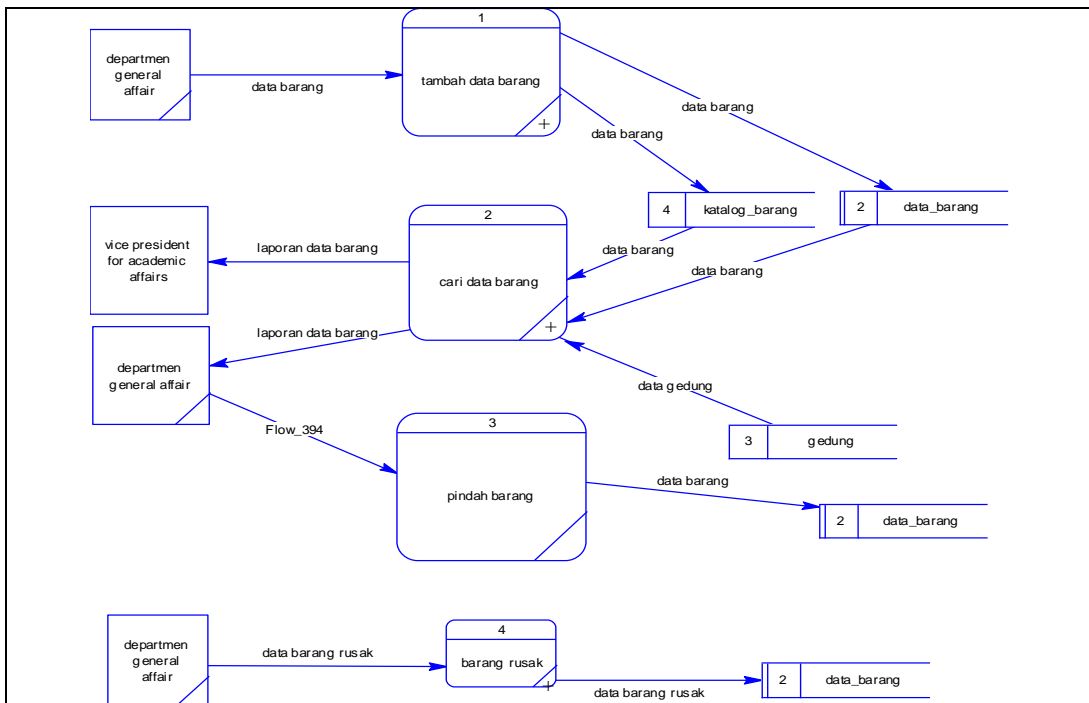 1
departmen
general
affair
data barang
tambah data barang
+
data barang
data barang
4
katalog_barang
2
data_barang
2
vice president
for academic
affairs
laporan data barang
cari data barang
data barang
data barang
+
laporan data barang
departmen
general affair
data gedung
Flow_394
3
pindah barang
3
gedung
data barang
2
data_barang
departmen
general
affair
data barang rusak
4
barang rusak
+
data barang rusak
2
data_barang